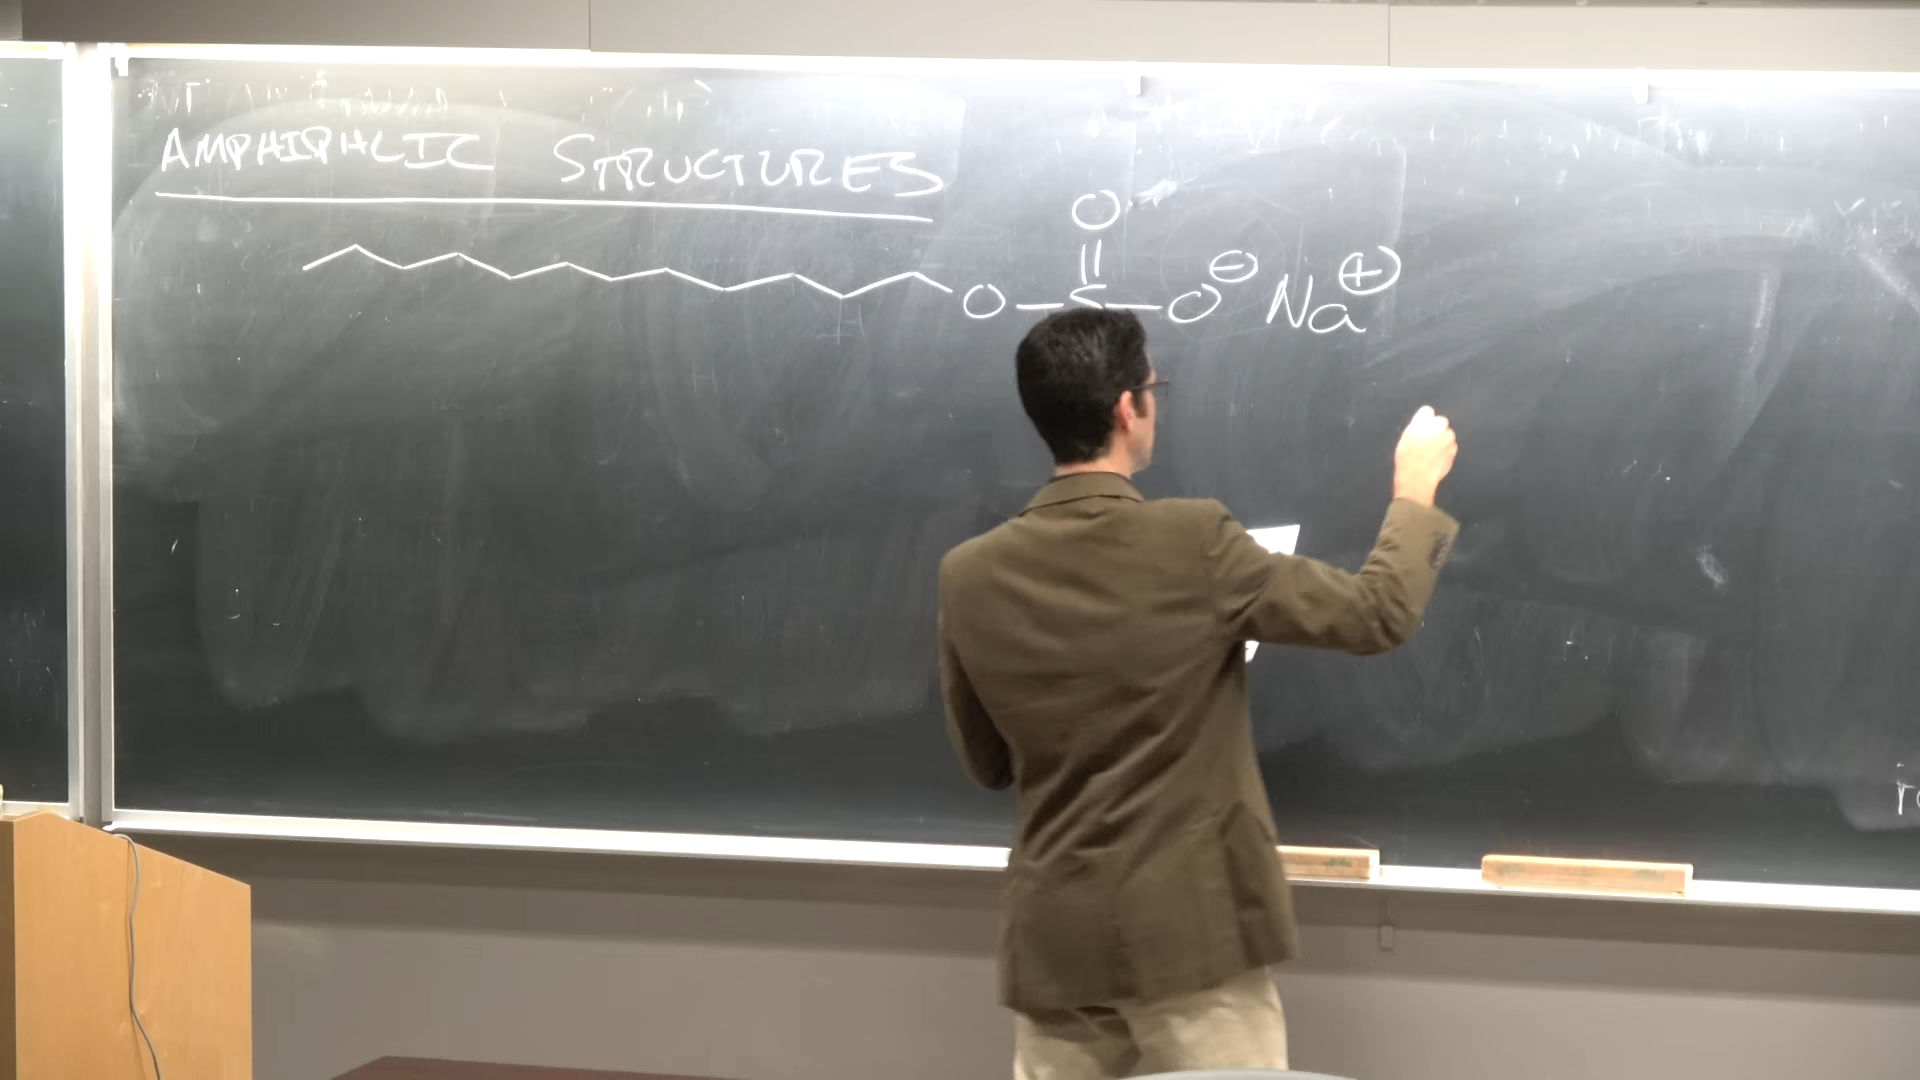 AMPHIPHLIC STRUCTURES
O
O — S — O ⊖ Na ⊕